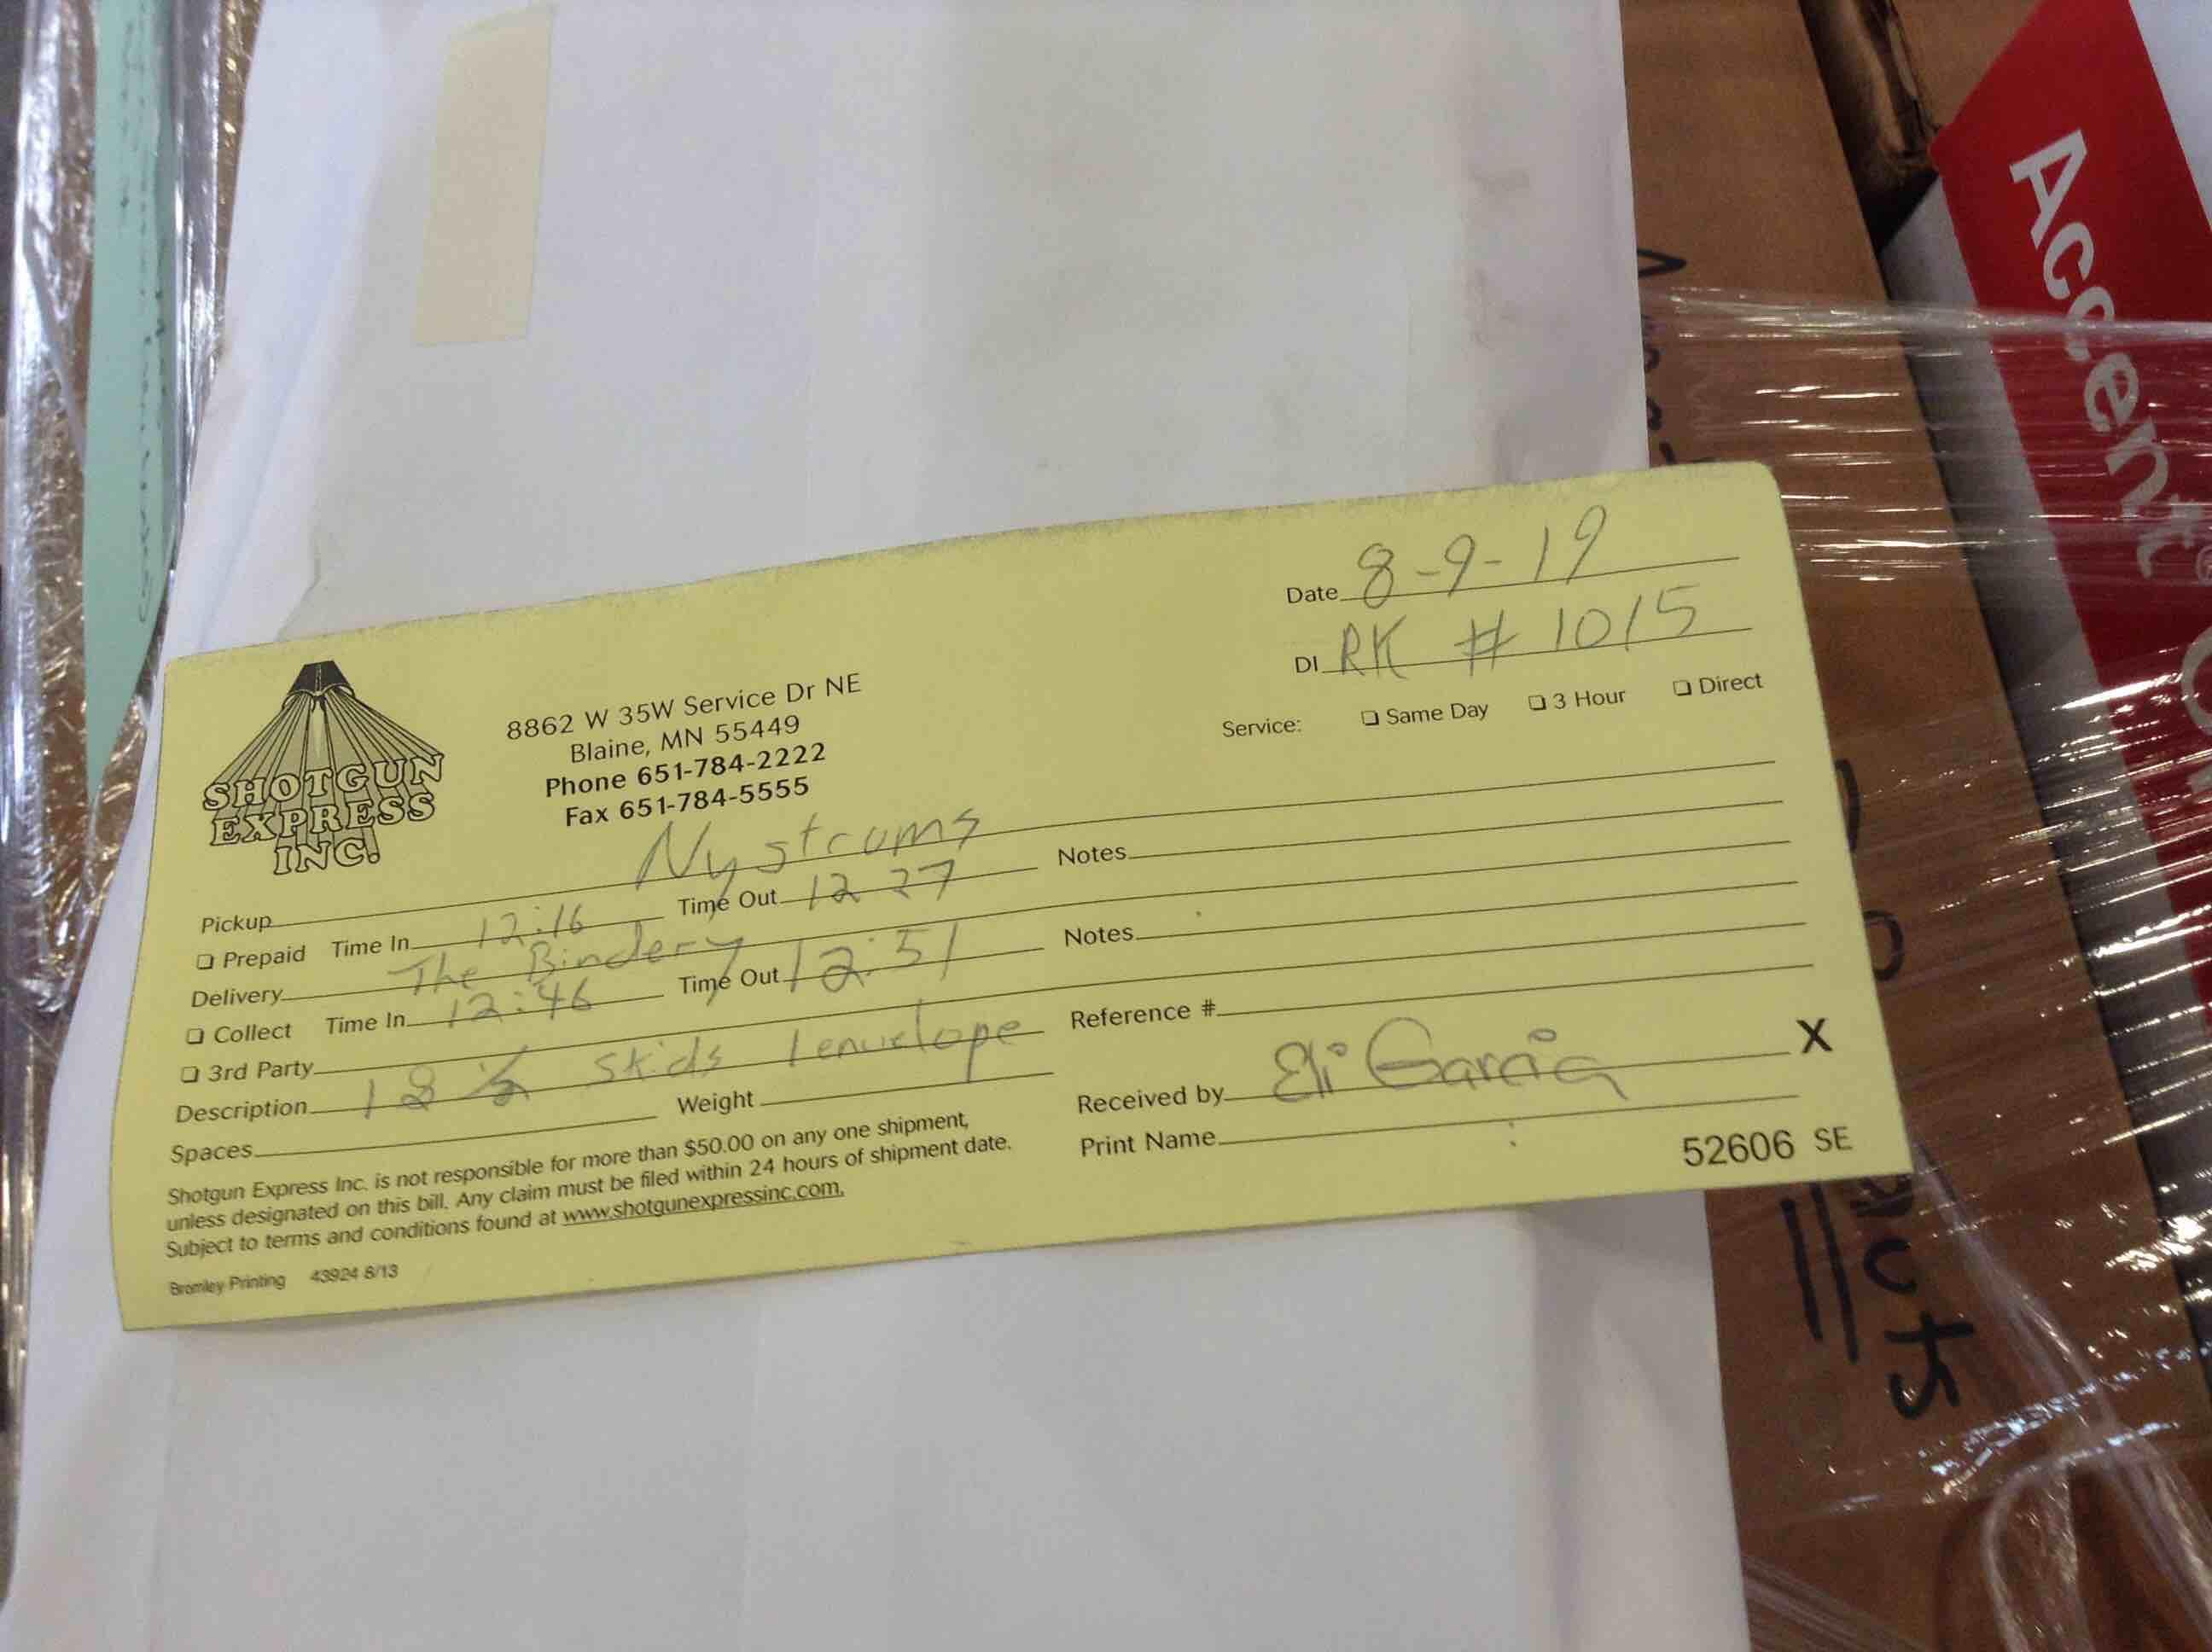 Accent®
SHOTGUN
EXPRESS
INC.
8862 W 35W Service Dr NE
Blaine, MN 55449
Phone 651-784-2222
Fax 651-784-5555
Date 8-9-19
DI RK # 1015
Service: ❏ Same Day ❏ 3 Hour ❏ Direct
Pickup Nystroms
❏ Prepaid Time In 12:16 Time Out 12 27 Notes
Delivery The Bindery
❏ Collect Time In 12:46 Time Out 12:51 Notes
❏ 3rd Party
Description skids 1 envelope Reference #
Spaces Weight Received by Eli Garcia X
Print Name
Shotgun Express Inc. is not responsible for more than $50.00 on any one shipment,
unless designated on this bill. Any claim must be filed within 24 hours of shipment date.
Subject to terms and conditions found at www.shotgunexpressinc.com.
52606 SE
Bromley Printing 43924 8/13